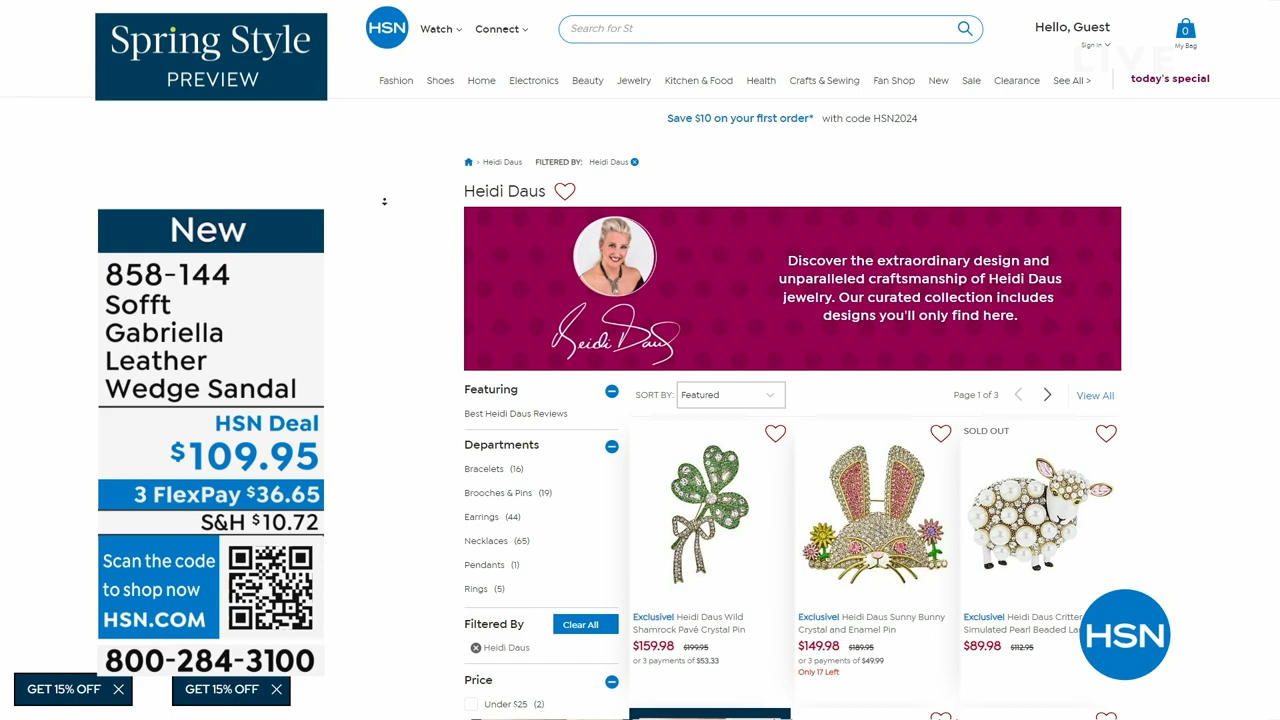 Spring Style
PREVIEW
HSN
Watch
Connect
Search for St
Hello, Guest
Sign In
0
My Bag
LIVE
Fashion Shoes Home Electronics Beauty Jewelry Kitchen & Food Health Crafts & Sewing Fan Shop New Sale Clearance See All >
today's special
Save $10 on your first order* with code HSN2024
> Heidi Daus FILTERED BY: Heidi Daus
Heidi Daus
Heidi Daus
Discover the extraordinary design and
unparalleled craftsmanship of Heidi Daus
jewelry. Our curated collection includes
designs you'll only find here.
New
858-144
Sofft
Gabriella
Leather
Wedge Sandal
HSN Deal
$109.95
3 FlexPay $36.65
S&H $10.72
Scan the code
to shop now
HSN.COM
800-284-3100
GET 15% OFF
GET 15% OFF
Featuring
Best Heidi Daus Reviews
Departments
Bracelets (16)
Brooches & Pins (19)
Earrings (44)
Necklaces (65)
Pendants (1)
Rings (5)
Filtered By
Clear All
Heidi Daus
Price
Under $25 (2)
SORT BY: Featured
Page 1 of 3
View All
Exclusive! Heidi Daus Wild
Shamrock Pavé Crystal Pin
$159.98 $199.95
or 3 payments of $53.33
Exclusive! Heidi Daus Sunny Bunny
Crystal and Enamel Pin
$149.98 $189.95
or 3 payments of $49.99
Only 17 Left
SOLD OUT
Exclusive! Heidi Daus Critter
Simulated Pearl Beaded
$89.98 $112.95
HSN